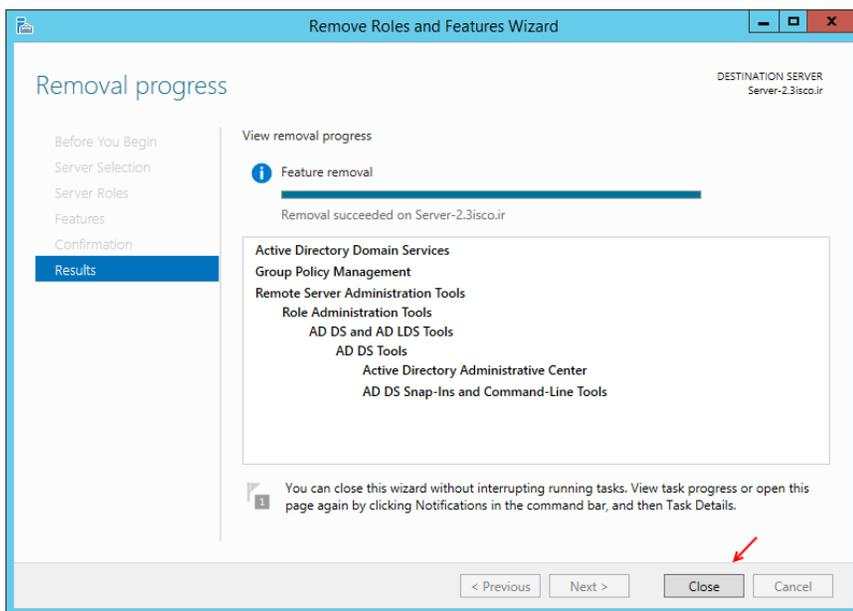 Remove Roles and Features Wizard
Removal progress
DESTINATION SERVER
Server-2.3isco.ir
Before You Begin
Server Selection
Server Roles
Features
Confirmation
Results
View removal progress
Feature removal
Removal succeeded on Server-2.3isco.ir
Active Directory Domain Services
Group Policy Management
Remote Server Administration Tools
Role Administration Tools
AD DS and AD LDS Tools
AD DS Tools
Active Directory Administrative Center
AD DS Snap-Ins and Command-Line Tools
1
You can close this wizard without interrupting running tasks. View task progress or open this
page again by clicking Notifications in the command bar, and then Task Details.
< Previous
Next >
Close
Cancel